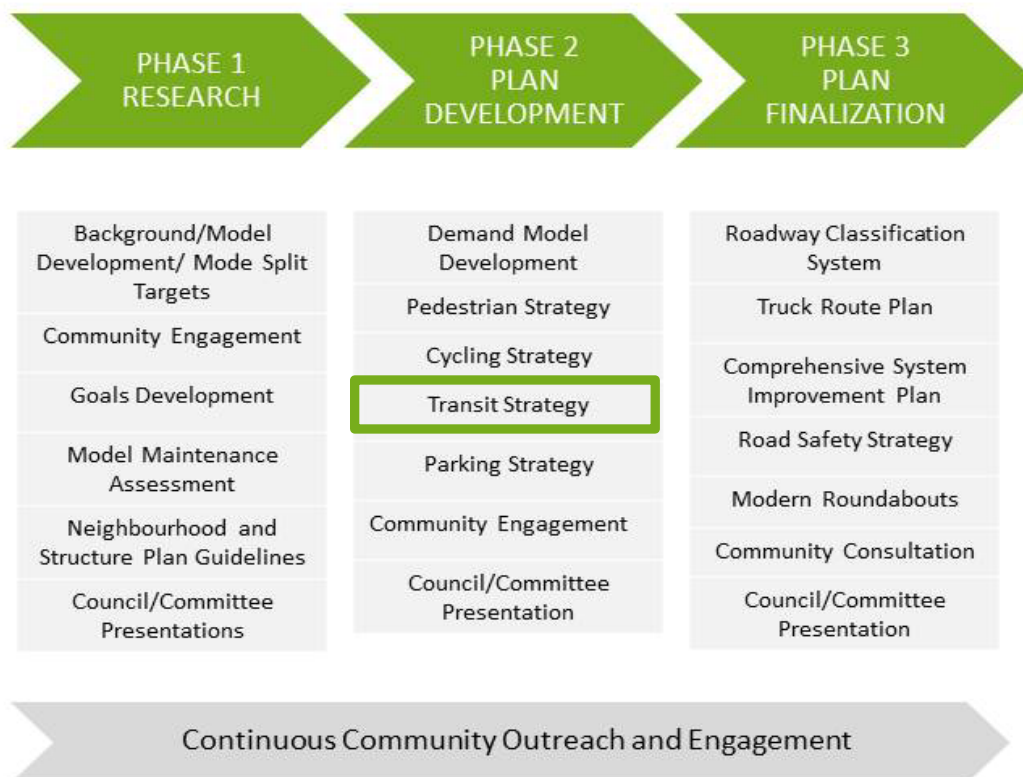 PHASE 1
RESEARCH
PHASE 2
PLAN
DEVELOPMENT
PHASE 3
PLAN
FINALIZATION
Background/Model
Development/ Mode Split
Targets
Community Engagement
Goals Development
Model Maintenance
Assessment
Neighbourhood and
Structure Plan Guidelines
Council/Committee
Presentations
Demand Model
Development
Pedestrian Strategy
Cycling Strategy
Transit Strategy
Parking Strategy
Community Engagement
Council/Committee
Presentation
Roadway Classification
System
Truck Route Plan
Comprehensive System
Improvement Plan
Road Safety Strategy
Modern Roundabouts
Community Consultation
Council/Committee
Presentation
Continuous Community Outreach and Engagement